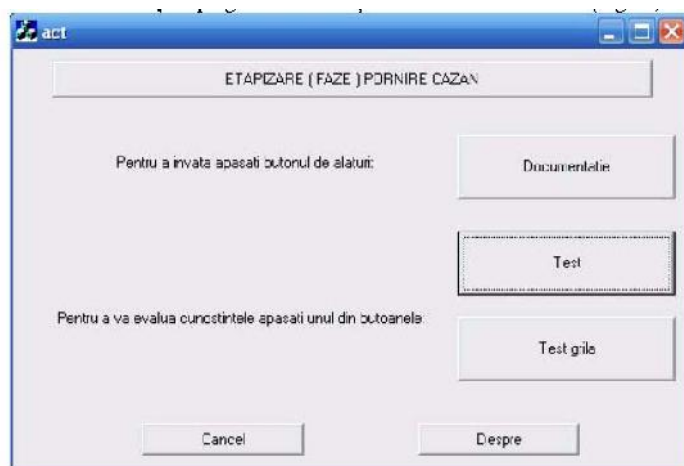 act
ETAPIZARE ( FAZE ) PORNIRE CAZAN
Pentru a invata apasati butonul de alaturi:
Documentatie
Test
Pentru a va evalua cunostintele apasati unul din butoanele:
Test grila
Cancel
Despre